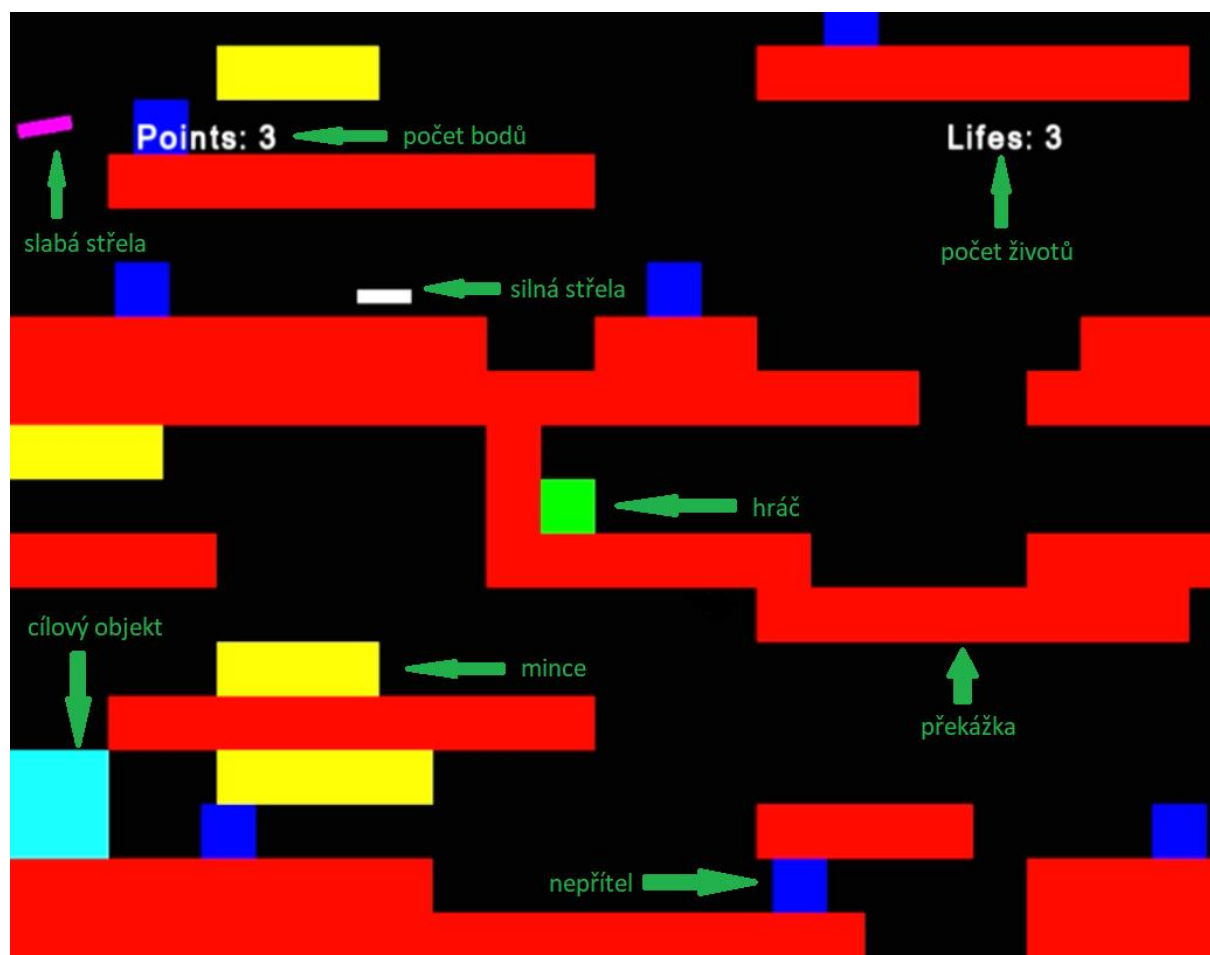 Points: 3
počet bodů
Lifes: 3
slabá střela
počet životů
silná střela
hráč
cílový objekt
mince
překážka
nepřítel